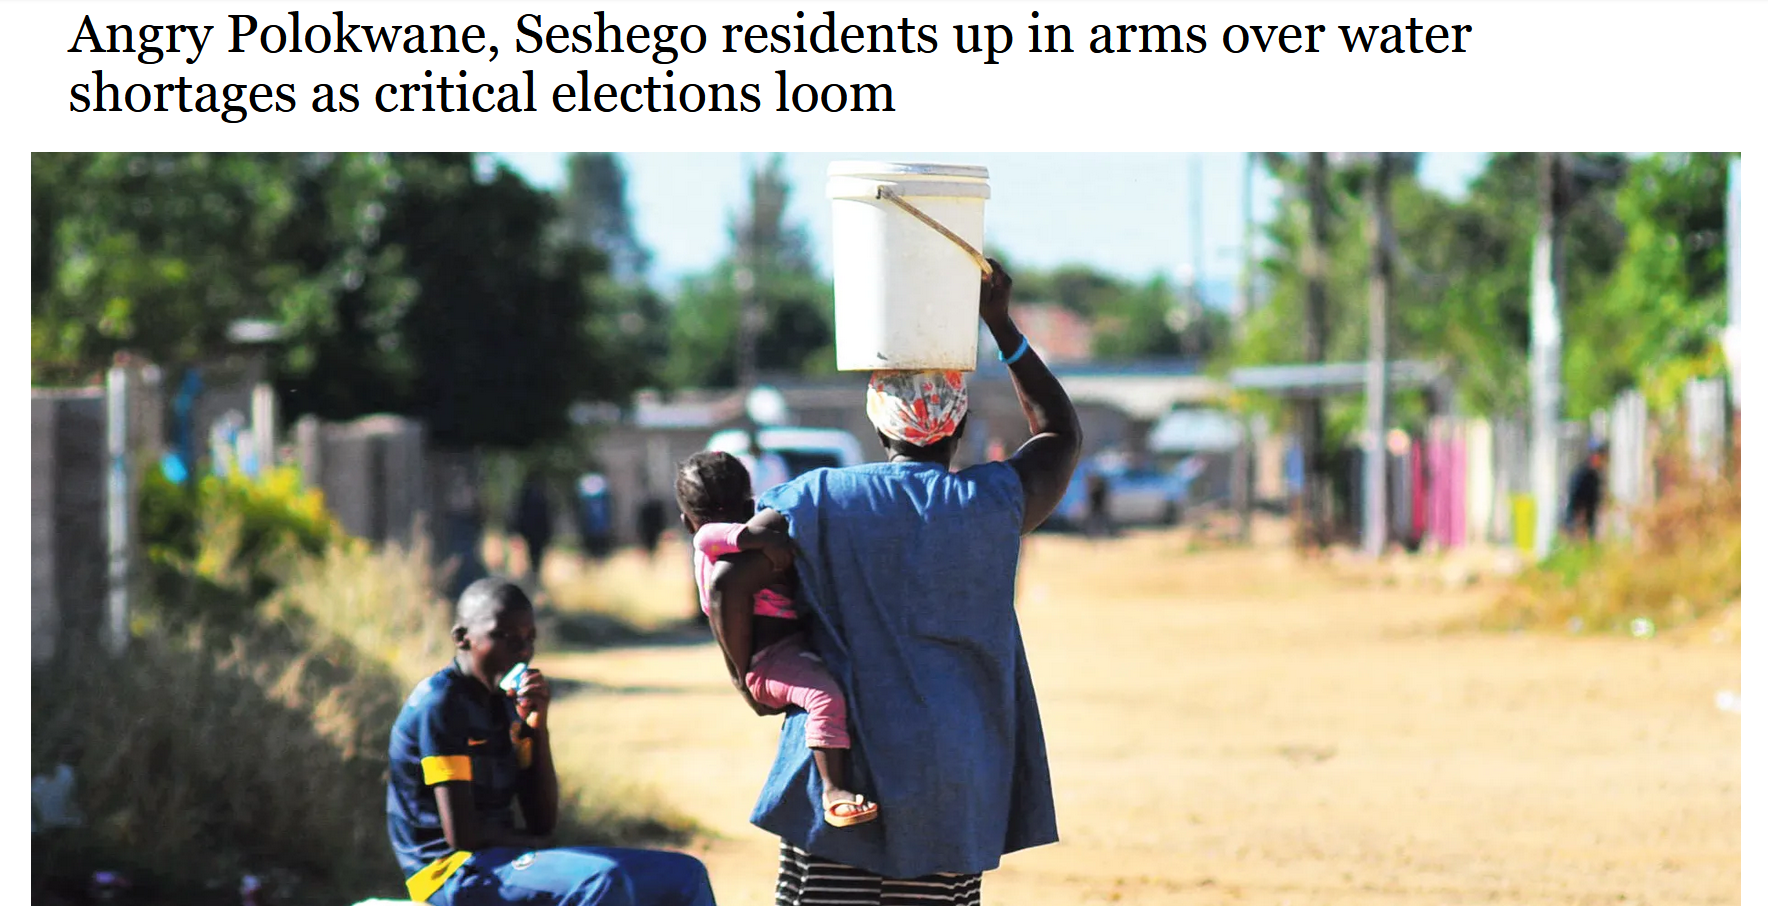 Angry Polokwane, Seshego residents up in arms over water
shortages as critical elections loom